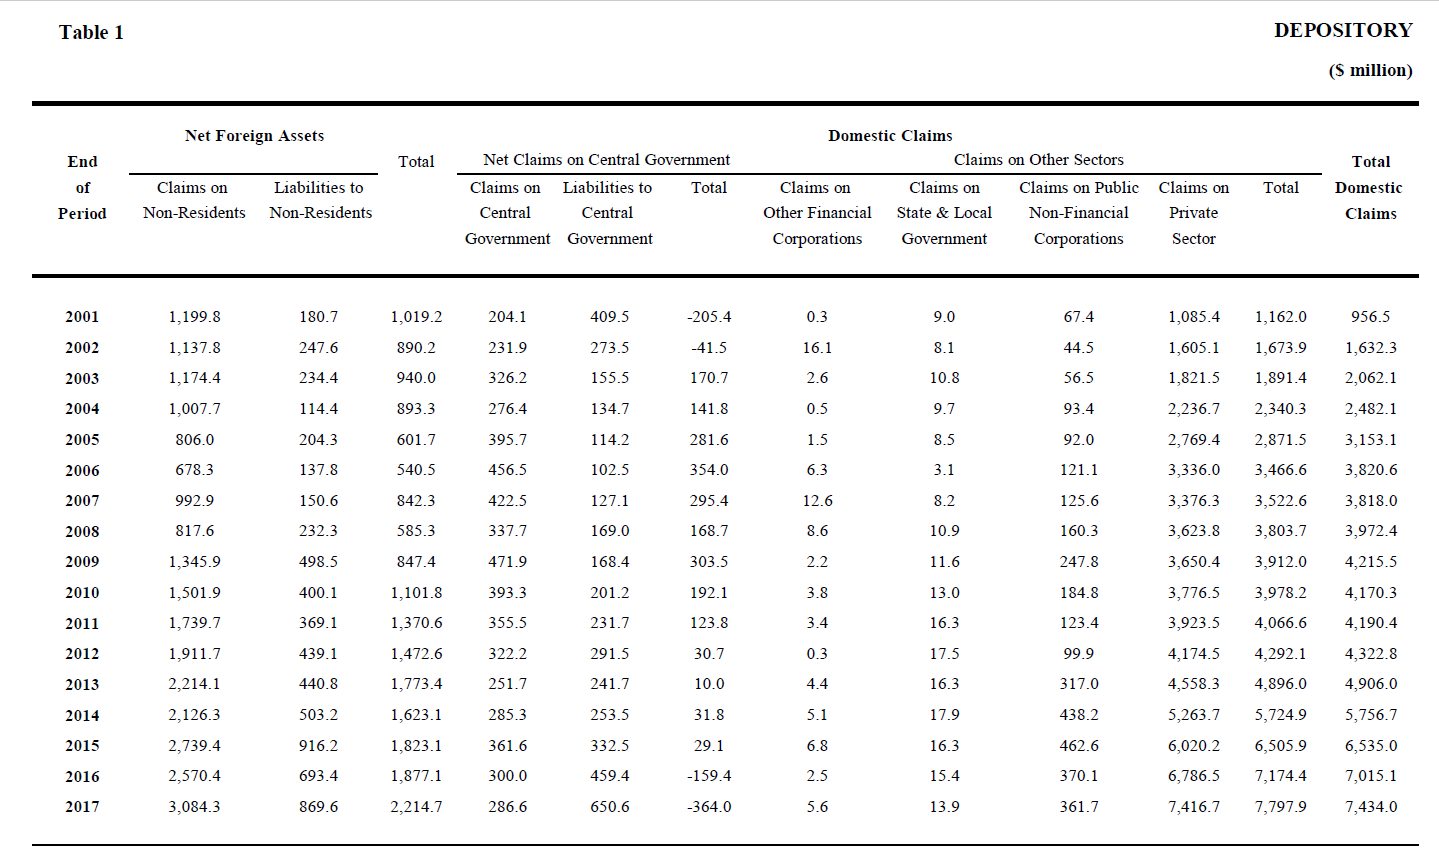 Table 1 DEPOSITORY
($ million)
Net Foreign Assets Domestic Claims
End Total Net Claims on Central Government Claims on Other Sectors Total
of Claims on Liabilities to Claims on Liabilities to Total Claims on Claims on Claims on Public Claims on Total Domestic
Period Non-Residents Non-Residents Central Central Other Financial State & Local Non-Financial Private Claims
Government Government Corporations Government Corporations Sector
2001 1,199.8 180.7 1,019.2 204.1 409.5 -205.4 0.3 9.0 67.4 1,085.4 1,162.0 956.5
2002 1,137.8 247.6 890.2 231.9 273.5 -41.5 16.1 8.1 44.5 1,605.1 1,673.9 1,632.3
2003 1,174.4 234.4 940.0 326.2 155.5 170.7 2.6 10.8 56.5 1,821.5 1,891.4 2,062.1
2004 1,007.7 114.4 893.3 276.4 134.7 141.8 0.5 9.7 93.4 2,236.7 2,340.3 2,482.1
2005 806.0 204.3 601.7 395.7 114.2 281.6 1.5 8.5 92.0 2,769.4 2,871.5 3,153.1
2006 678.3 137.8 540.5 456.5 102.5 354.0 6.3 3.1 121.1 3,336.0 3,466.6 3,820.6
2007 992.9 150.6 842.3 422.5 127.1 295.4 12.6 8.2 125.6 3,376.3 3,522.6 3,818.0
2008 817.6 232.3 585.3 337.7 169.0 168.7 8.6 10.9 160.3 3,623.8 3,803.7 3,972.4
2009 1,345.9 498.5 847.4 471.9 168.4 303.5 2.2 11.6 247.8 3,650.4 3,912.0 4,215.5
2010 1,501.9 400.1 1,101.8 393.3 201.2 192.1 3.8 13.0 184.8 3,776.5 3,978.2 4,170.3
2011 1,739.7 369.1 1,370.6 355.5 231.7 123.8 3.4 16.3 123.4 3,923.5 4,066.6 4,190.4
2012 1,911.7 439.1 1,472.6 322.2 291.5 30.7 0.3 17.5 99.9 4,174.5 4,292.1 4,322.8
2013 2,214.1 440.8 1,773.4 251.7 241.7 10.0 4.4 16.3 317.0 4,558.3 4,896.0 4,906.0
2014 2,126.3 503.2 1,623.1 285.3 253.5 31.8 5.1 17.9 438.2 5,263.7 5,724.9 5,756.7
2015 2,739.4 916.2 1,823.1 361.6 332.5 29.1 6.8 16.3 462.6 6,020.2 6,505.9 6,535.0
2016 2,570.4 693.4 1,877.1 300.0 459.4 -159.4 2.5 15.4 370.1 6,786.5 7,174.4 7,015.1
2017 3,084.3 869.6 2,214.7 286.6 650.6 -364.0 5.6 13.9 361.7 7,416.7 7,797.9 7,434.0